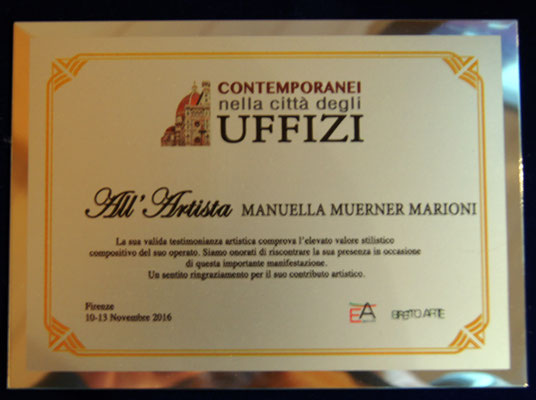 CONTEMPORANEI
nella città degli
UFFIZI
All' Artista MANUELLA MUERNER MARIONI
La sua valida testimonianza artistica comprova l'elevato valore stilistico
compositivo del suo operato. Siamo onorati di riscontrare la sua presenza in occasione
di questa importante manifestazione.
Un sentito ringraziamento per il suo contributo artistico.
Firenze
10-13 Novembre 2016
EA EFFETTO ARTE